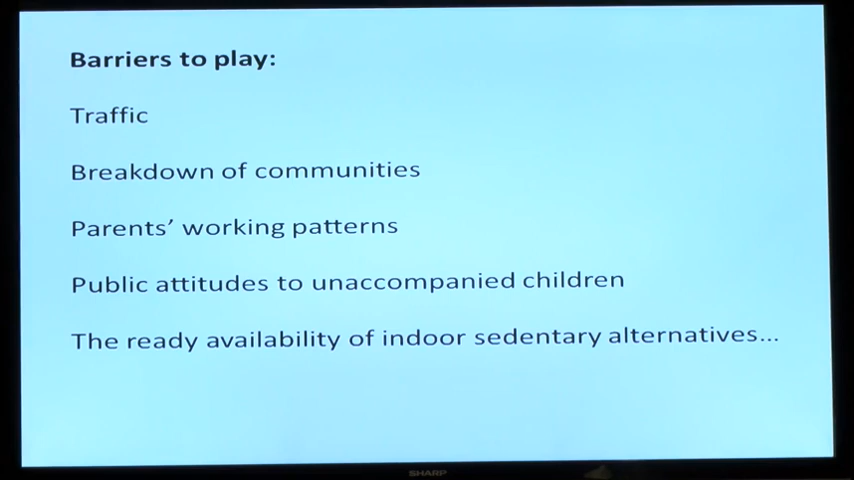 Barriers to play:
Traffic
Breakdown of communities
Parents’ working patterns
Public attitudes to unaccompanied children
The ready availability of indoor sedentary alternatives...
SHARP